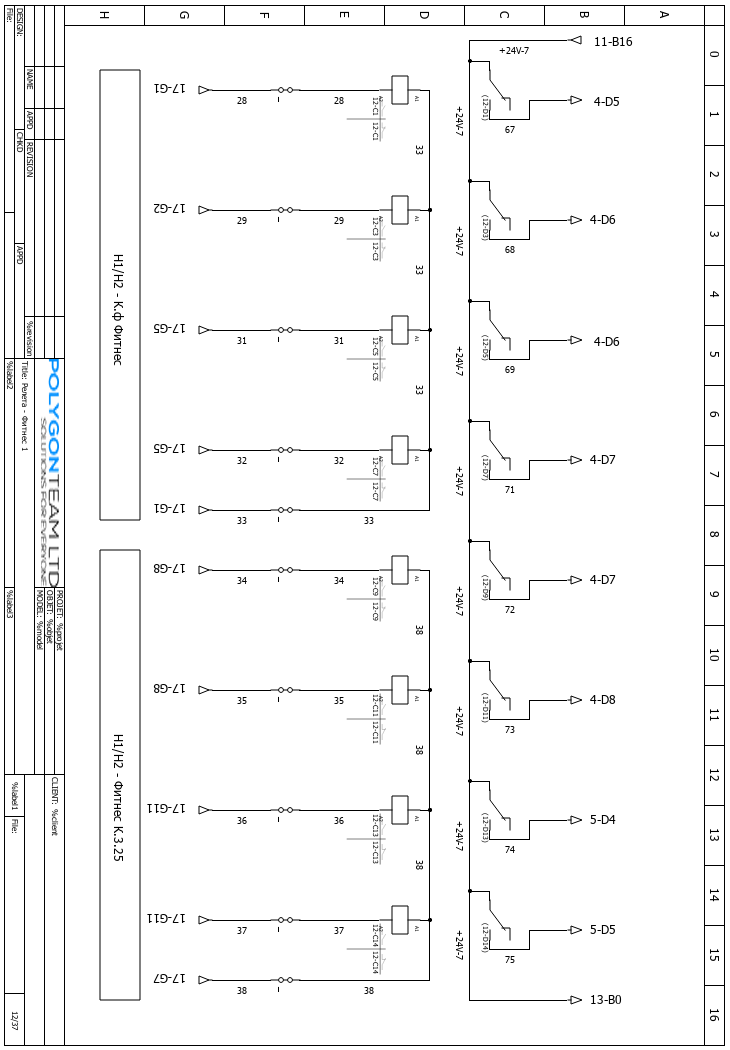 H G F E D C B A
0
1
2
3
4
5
6
7
8
9
10
11
12
13
14
15
16
11-B16
+24V-7
17-G1
28
28
A1
A2
12-C1
12-C1
33
+24V-7
(12-D1)
67
4-D5
17-G2
29
29
A1
A2
12-C3
12-C3
33
+24V-7
(12-D3)
68
4-D6
17-G5
31
31
A1
A2
12-C5
12-C5
33
+24V-7
(12-D5)
69
4-D6
17-G5
32
32
A1
A2
12-C7
12-C7
+24V-7
(12-D7)
71
4-D7
17-G1
33
33
17-G8
34
34
A1
A2
12-C9
12-C9
38
+24V-7
(12-D9)
72
4-D7
17-G8
35
35
A1
A2
12-C11
12-C11
38
+24V-7
(12-D11)
73
4-D8
17-G11
36
36
A1
A2
12-C13
12-C13
38
+24V-7
(12-D13)
74
5-D4
17-G11
37
37
A1
A2
12-C14
12-C14
+24V-7
(12-D14)
75
5-D5
17-G7
38
38
13-B0
H1/H2 - К.ф Фитнес
H1/H2 - Фитнес К.3.25
NAME
APPD
REVISION
%revision
DESIGN:
CHKD
APPD
File:
POLYGONTEAM LTD
SOLUTIONS FOR EVERYONE
Title: Релета - Фитнес 1
%label2
PROJET: %projet
OBJET: %objet
MODEL: %model
%label3
CLIENT: %client
%label1
File:
12/37